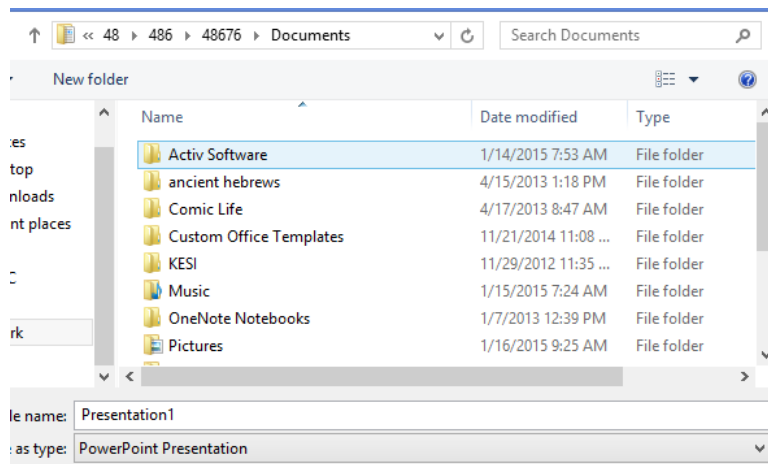 « 48 ▸ 486 ▸ 48676 ▸ Documents
Search Documents
New folder
Name Date modified Type
Activ Software 1/14/2015 7:53 AM File folder
ancient hebrews 4/15/2013 1:18 PM File folder
Comic Life 4/17/2013 8:47 AM File folder
Custom Office Templates 11/21/2014 11:08 ... File folder
KESI 11/29/2012 11:35 ... File folder
Music 1/15/2015 7:24 AM File folder
OneNote Notebooks 1/7/2013 12:39 PM File folder
Pictures 1/16/2015 9:25 AM File folder
top
nloads
nt places
rk
le name: Presentation1
as type: PowerPoint Presentation